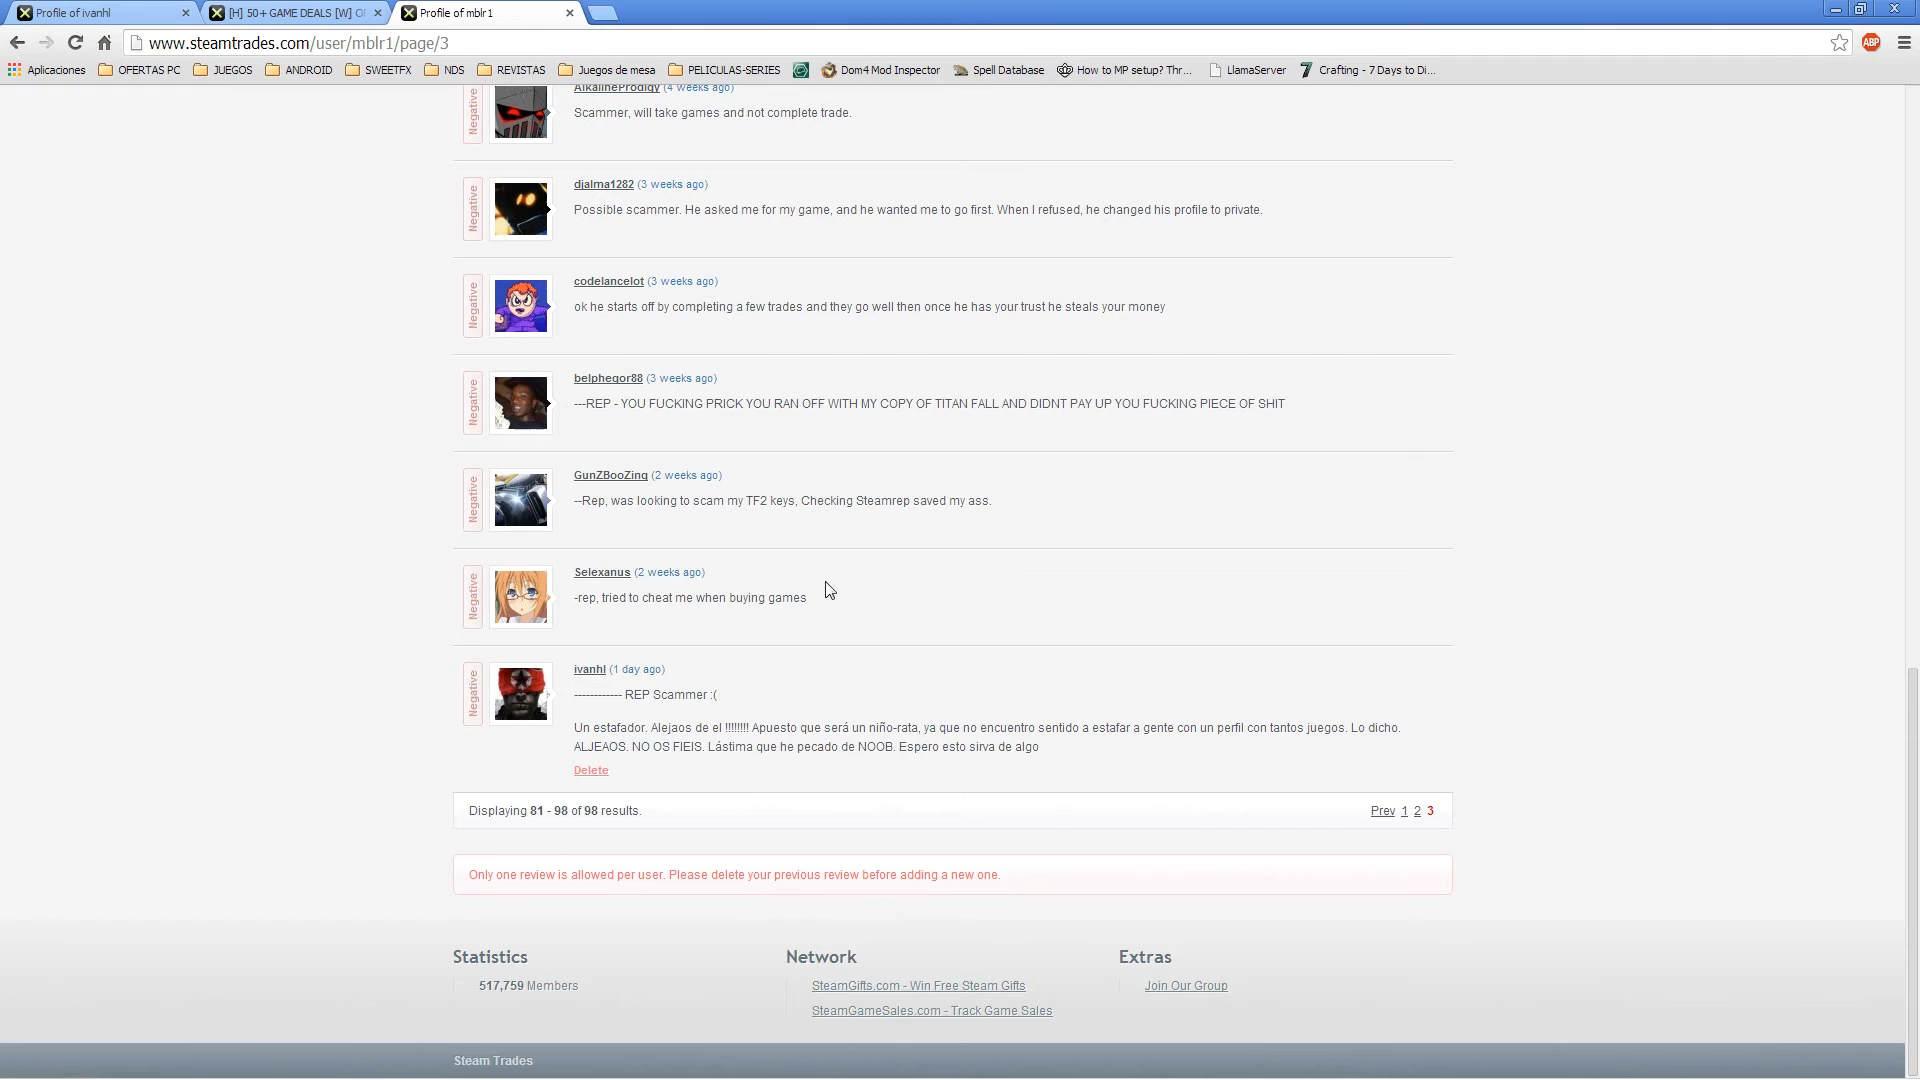 Profile of ivanhl
[H] 50+ GAME DEALS [W] OF
Profile of mblr1
www.steamtrades.com/user/mblr1/page/3
ABP
Aplicaciones
OFERTAS PC
JUEGOS
ANDROID
SWEETFX
NDS
REVISTAS
Juegos de mesa
PELICULAS-SERIES
Dom4 Mod Inspector
Spell Database
How to MP setup? Thr...
LlamaServer
7
Crafting - 7 Days to Di...
Negative
AlkalineProdigy (4 weeks ago)
Scammer, will take games and not complete trade.
Negative
djalma1282 (3 weeks ago)
Possible scammer. He asked me for my game, and he wanted me to go first. When I refused, he changed his profile to private.
Negative
codelancelot (3 weeks ago)
ok he starts off by completing a few trades and they go well then once he has your trust he steals your money
Negative
belphegor88 (3 weeks ago)
---REP - YOU FUCKING PRICK YOU RAN OFF WITH MY COPY OF TITAN FALL AND DIDNT PAY UP YOU FUCKING PIECE OF SHIT
Negative
GunZBooZing (2 weeks ago)
--Rep, was looking to scam my TF2 keys, Checking Steamrep saved my ass.
Negative
Selexanus (2 weeks ago)
-rep, tried to cheat me when buying games
Negative
ivanhl (1 day ago)
------------ REP Scammer :(
Un estafador. Alejaos de el !!!!!!!! Apuesto que será un niño-rata, ya que no encuentro sentido a estafar a gente con un perfil con tantos juegos. Lo dicho.
ALJEAOS. NO OS FIEIS. Lástima que he pecado de NOOB. Espero esto sirva de algo
Delete
Displaying 81 - 98 of 98 results.
Prev 1 2 3
Only one review is allowed per user. Please delete your previous review before adding a new one.
Statistics
517,759 Members
Network
SteamGifts.com - Win Free Steam Gifts
SteamGameSales.com - Track Game Sales
Extras
Join Our Group
Steam Trades